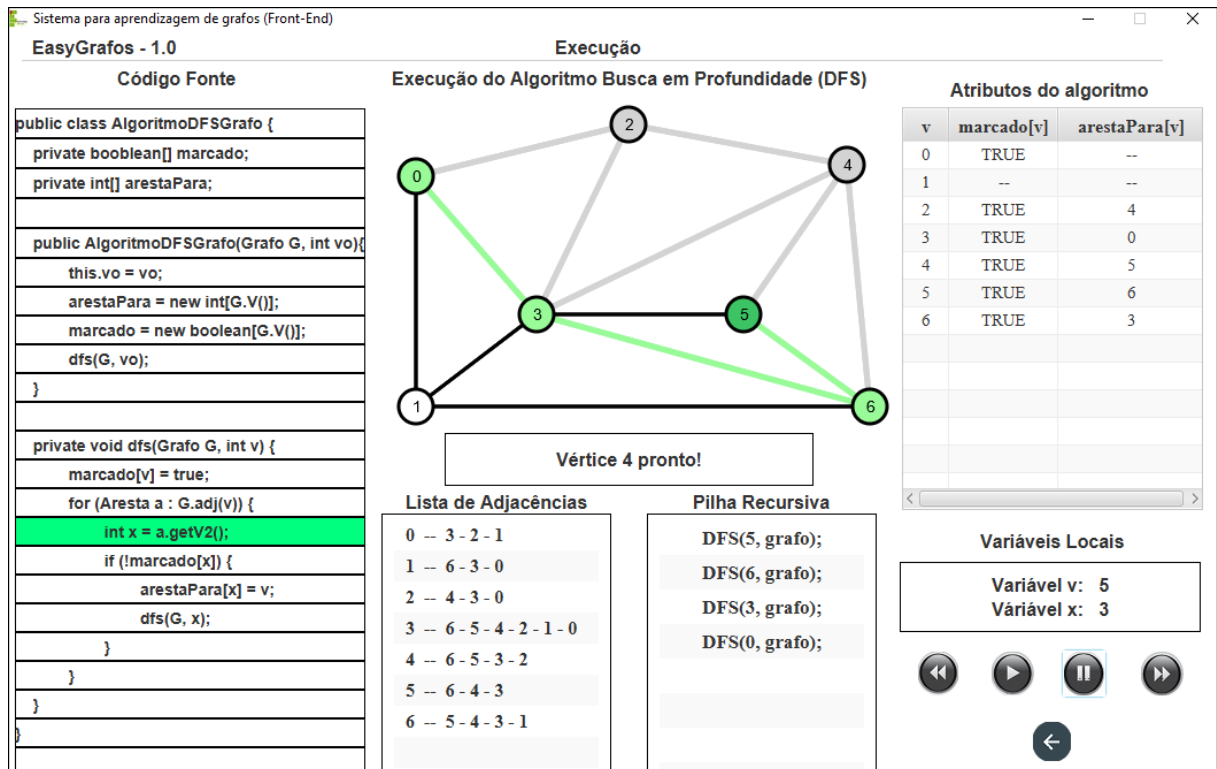 Sistema para aprendizagem de grafos (Front-End)
EasyGrafos - 1.0
Execução
Código Fonte
public class AlgoritmoDFSGrafo {
private booblean[] marcado;
private int[] arestaPara;
public AlgoritmoDFSGrafo(Grafo G, int vo){
this.vo = vo;
arestaPara = new int[G.V()];
marcado = new boolean[G.V()];
dfs(G, vo);
}
private void dfs(Grafo G, int v) {
marcado[v] = true;
for (Aresta a : G.adj(v)) {
int x = a.getV2();
if (!marcado[x]) {
arestaPara[x] = v;
dfs(G, x);
}
}
}
}
Execução do Algoritmo Busca em Profundidade (DFS)
2
4
0
3
5
1
6
Vértice 4 pronto!
Lista de Adjacências
0 -- 3 - 2 - 1
1 -- 6 - 3 - 0
2 -- 4 - 3 - 0
3 -- 6 - 5 - 4 - 2 - 1 - 0
4 -- 6 - 5 - 3 - 2
5 -- 6 - 4 - 3
6 -- 5 - 4 - 3 - 1
Pilha Recursiva
DFS(5, grafo);
DFS(6, grafo);
DFS(3, grafo);
DFS(0, grafo);
Atributos do algoritmo
v marcado[v] arestaPara[v]
0 TRUE --
1 -- --
2 TRUE 4
3 TRUE 0
4 TRUE 5
5 TRUE 6
6 TRUE 3
Variáveis Locais
Variável v: 5
Váriável x: 3